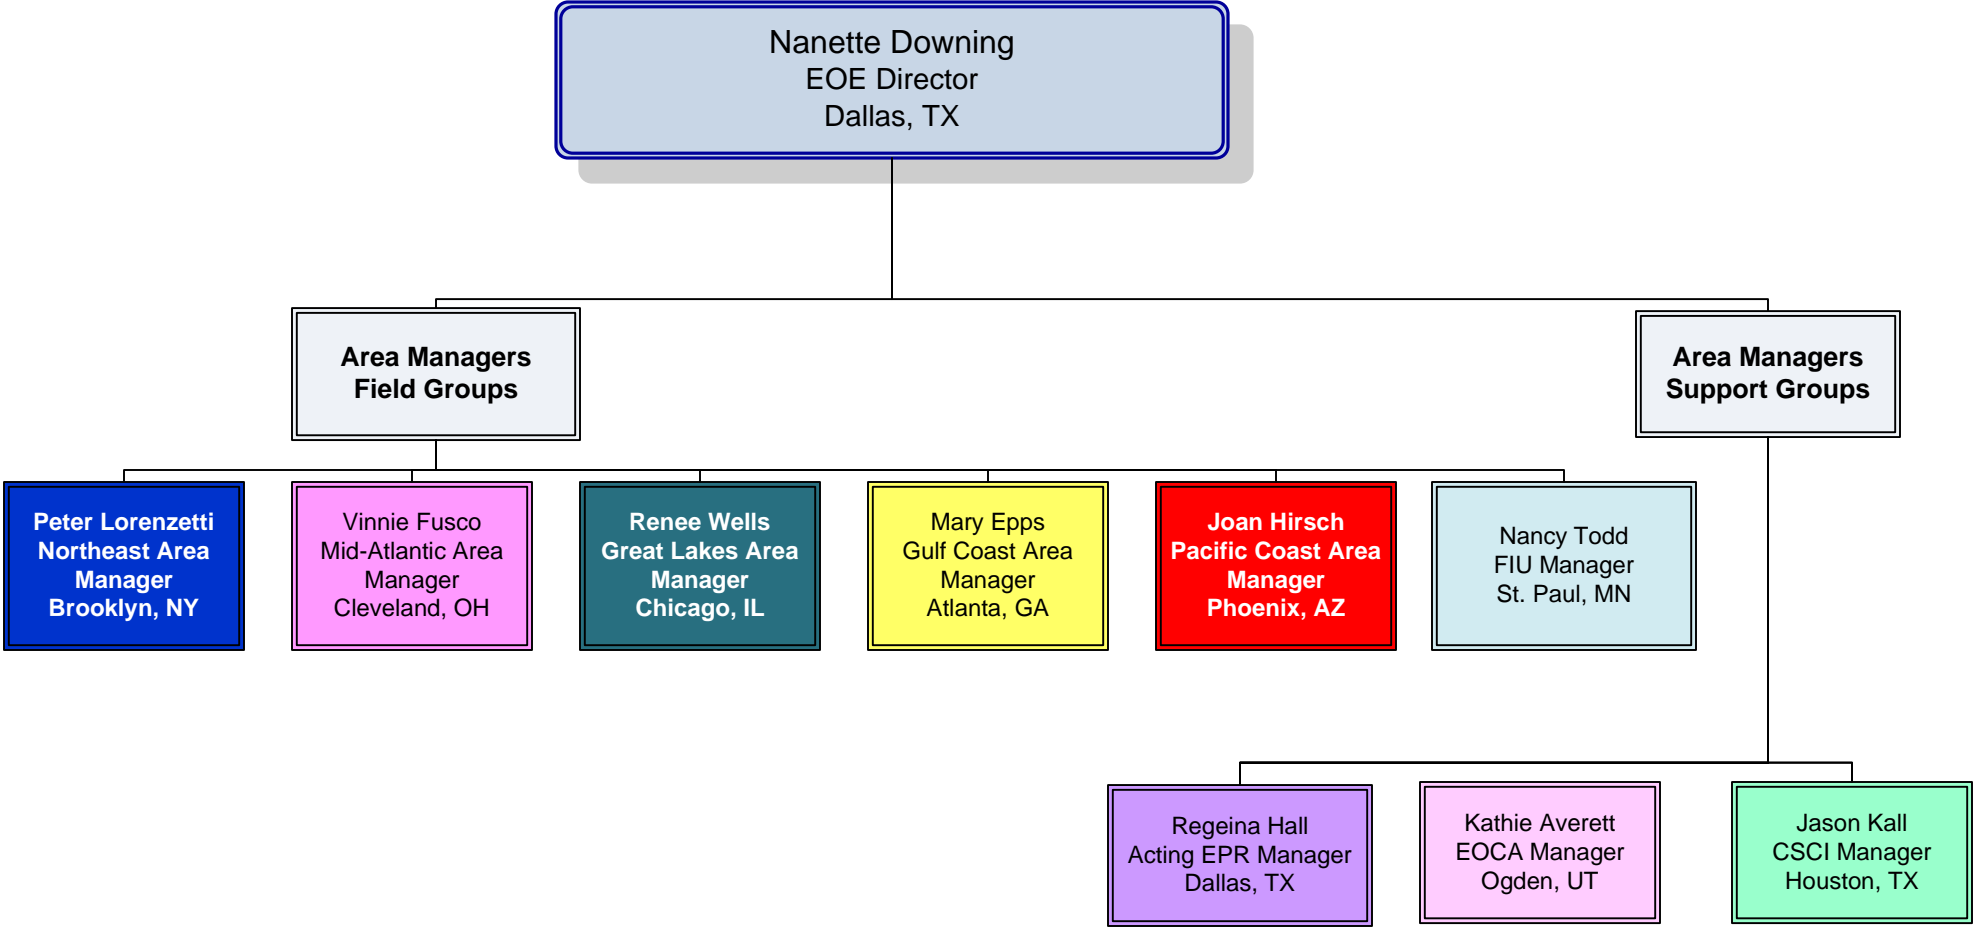 Nanette Downing
EOE Director
Dallas, TX
Area Managers
Field Groups
Area Managers
Support Groups
Peter Lorenzetti
Northeast Area
Manager
Brooklyn, NY
Vinnie Fusco
Mid-Atlantic Area
Manager
Cleveland, OH
Renee Wells
Great Lakes Area
Manager
Chicago, IL
Mary Epps
Gulf Coast Area
Manager
Atlanta, GA
Joan Hirsch
Pacific Coast Area
Manager
Phoenix, AZ
Nancy Todd
FIU Manager
St. Paul, MN
Regeina Hall
Acting EPR Manager
Dallas, TX
Kathie Averett
EOCA Manager
Ogden, UT
Jason Kall
CSCI Manager
Houston, TX